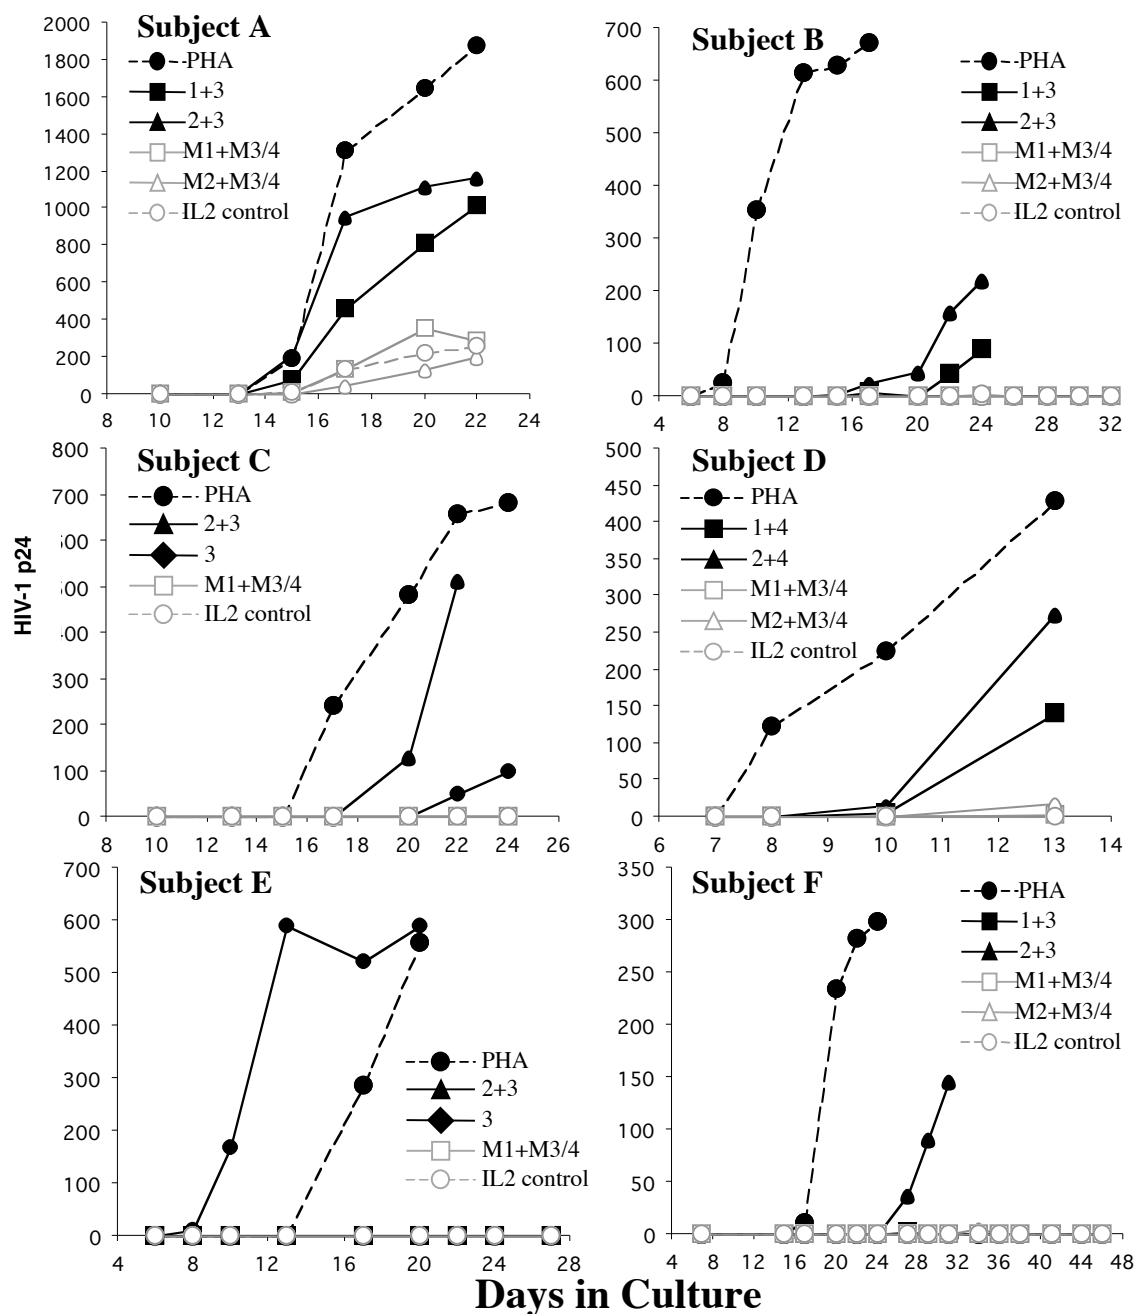 Subject A
PHA
1+3
2+3
M1+M3/4
M2+M3/4
IL2 control
2000
1800
1600
1400
1200
1000
800
600
400
200
0
8 10 12 14 16 18 20 22 24
Subject B
PHA
1+3
2+3
M1+M3/4
M2+M3/4
IL2 control
700
600
500
400
300
200
100
0
4 8 12 16 20 24 28 32
HIV-1 p24
Subject C
PHA
2+3
3
M1+M3/4
IL2 control
800
700
300
200
100
0
8 10 12 14 16 18 20 22 24 26
Subject D
PHA
1+4
2+4
M1+M3/4
M2+M3/4
IL2 control
500
450
400
350
300
250
200
150
100
50
0
6 7 8 9 10 11 12 13 14
Subject E
PHA
2+3
3
M1+M3/4
IL2 control
700
600
500
400
300
200
100
0
4 8 12 16 20 24 28
Subject F
PHA
1+3
2+3
M1+M3/4
M2+M3/4
IL2 control
350
300
250
200
150
100
50
0
4 8 12 16 20 24 28 32 36 40 44 48
Days in Culture